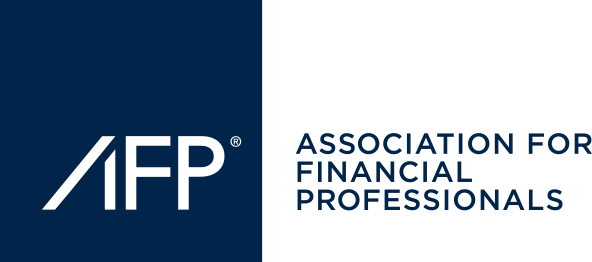 AFP®
ASSOCIATION FOR
FINANCIAL
PROFESSIONALS